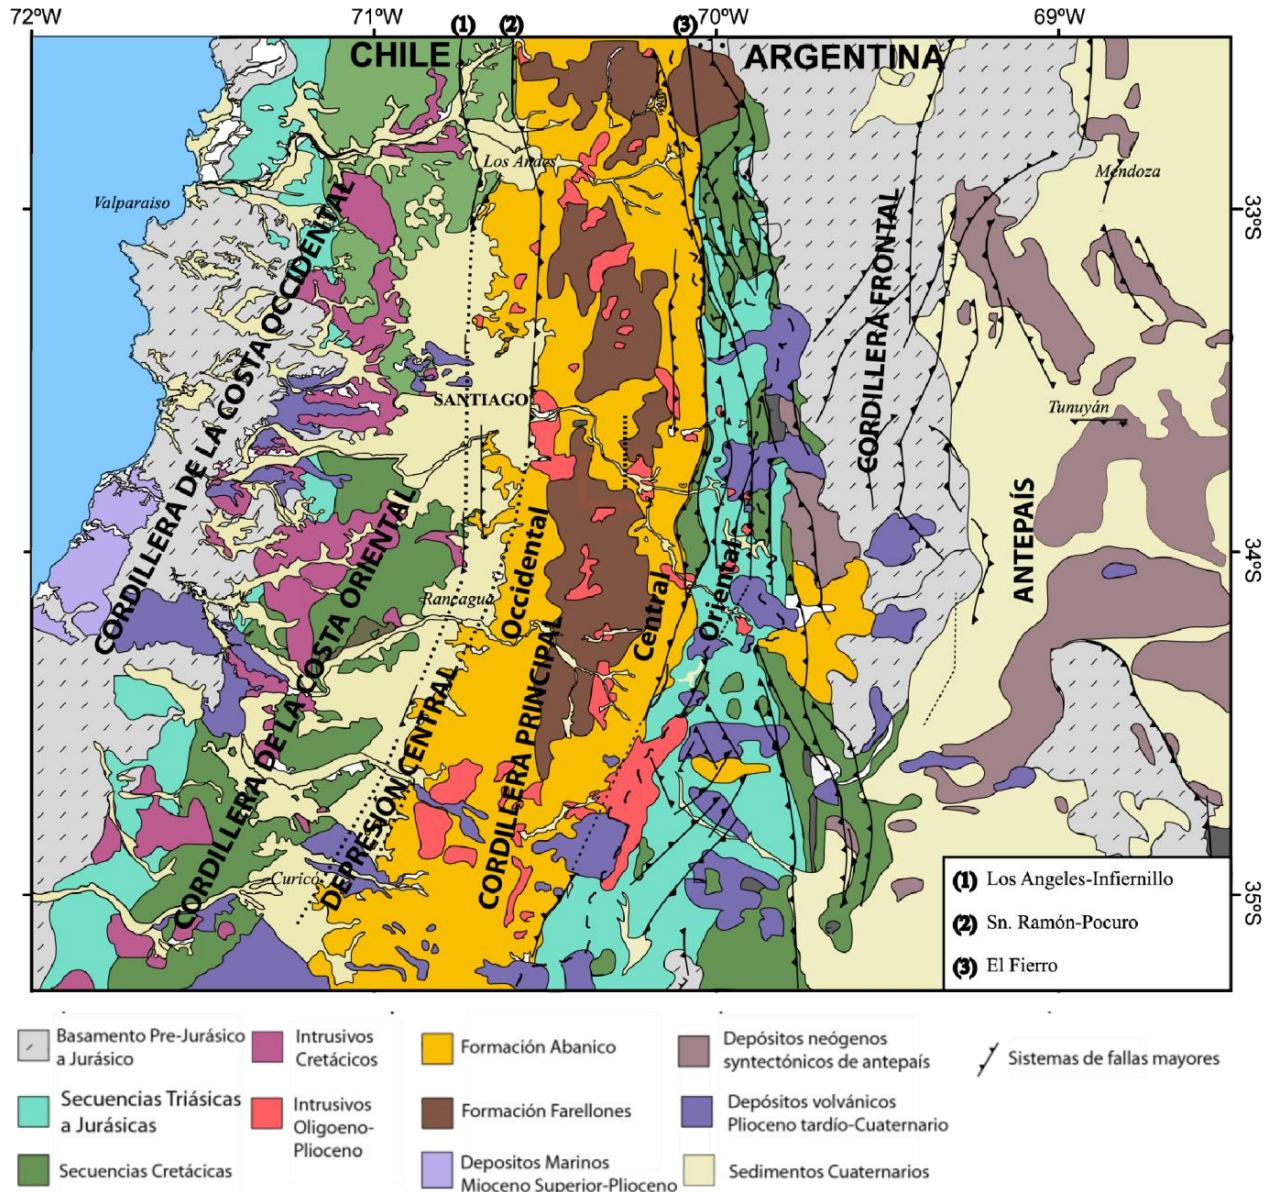 72ºW 71ºW 70ºW 69ºW
(1) (2) (3)
CHILE ARGENTINA
Los Andes
Mendoza
Valparaiso
33ºS
CORDILLERA DE LA COSTA OCCIDENTAL
CORDILLERA FRONTAL
SANTIAGO
Tunuyán
CORDILLERA DE LA COSTA ORIENTAL
ANTEPAÍS
34ºS
Occidental
Central
Oriental
Rancagua
CORDILLERA PRINCIPAL
DEPRESIÓN CENTRAL
Curicó
35ºS
(1) Los Angeles-Infiernillo
(2) Sn. Ramón-Pocuro
(3) El Fierro
Basamento Pre-Jurásico
a Jurásico
Secuencias Triásicas
a Jurásicas
Secuencias Cretácicas
Intrusivos
Cretácicos
Intrusivos
Oligoeno-
Plioceno
Formación Abanico
Formación Farellones
Depositos Marinos
Mioceno Superior-Plioceno
Depósitos neógenos
syntectónicos de antepaís
Depósitos volvánicos
Plioceno tardío-Cuaternario
Sedimentos Cuaternarios
Sistemas de fallas mayores